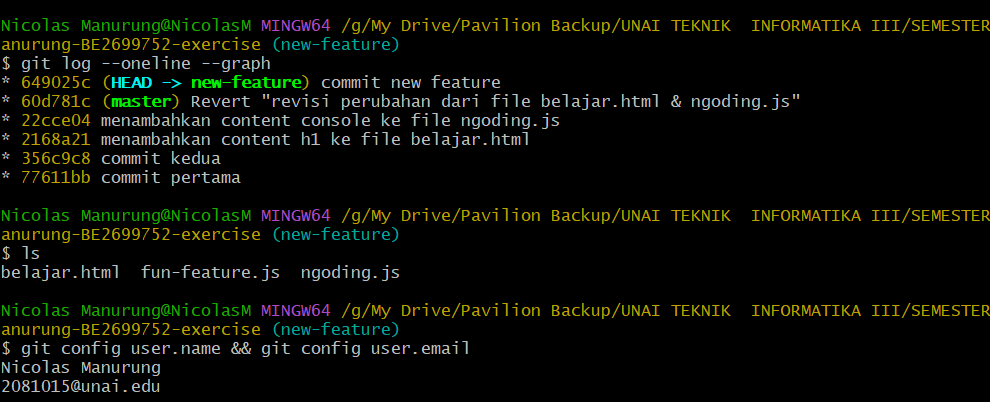 Nicolas Manurung@NicolasM MINGW64 /g/My Drive/Pavilion Backup/UNAI TEKNIK  INFORMATIKA III/SEMESTER
anurung-BE2699752-exercise (new-feature)
$ git log --oneline --graph
* 649025c (HEAD -> new-feature) commit new feature
* 60d781c (master) Revert "revisi perubahan dari file belajar.html & ngoding.js"
* 22cce04 menambahkan content console ke file ngoding.js
* 2168a21 menambahkan content h1 ke file belajar.html
* 356c9c8 commit kedua
* 77611bb commit pertama
Nicolas Manurung@NicolasM MINGW64 /g/My Drive/Pavilion Backup/UNAI TEKNIK  INFORMATIKA III/SEMESTER
anurung-BE2699752-exercise (new-feature)
$ ls
belajar.html  fun-feature.js  ngoding.js
Nicolas Manurung@NicolasM MINGW64 /g/My Drive/Pavilion Backup/UNAI TEKNIK  INFORMATIKA III/SEMESTER
anurung-BE2699752-exercise (new-feature)
$ git config user.name && git config user.email
Nicolas Manurung
2081015@unai.edu